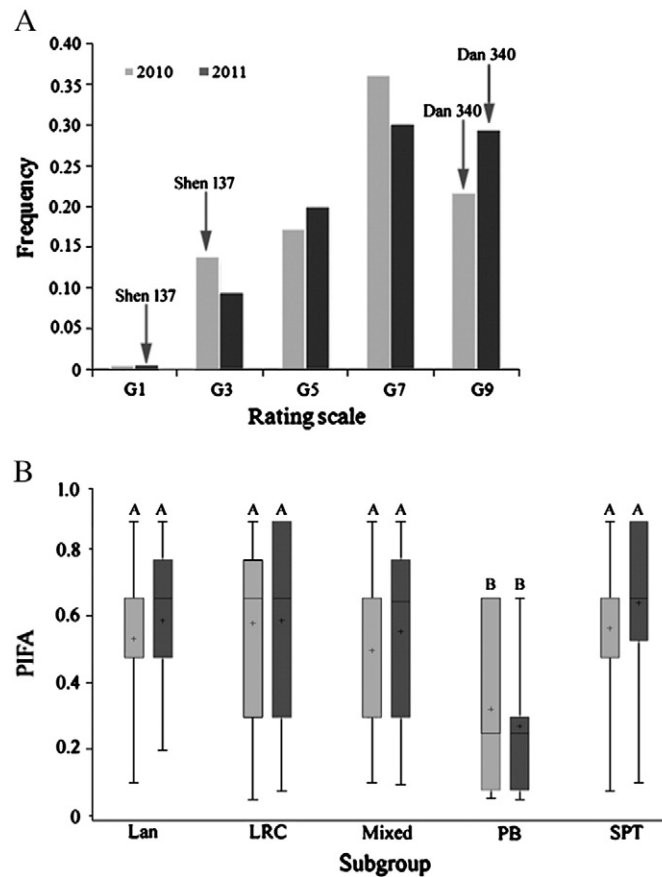 A
0.40
0.35
0.30
0.25
0.20
0.15
0.10
0.05
0
Frequency
2010 2011
Shen 137
Shen 137
Dan 340
Dan 340
G1 G3 G5 G7 G9
Rating scale
B
1.0
0.8
0.6
0.4
0.2
0
PIFA
A A A A A A B B A A
Lan LRC Mixed PB SPT
Subgroup